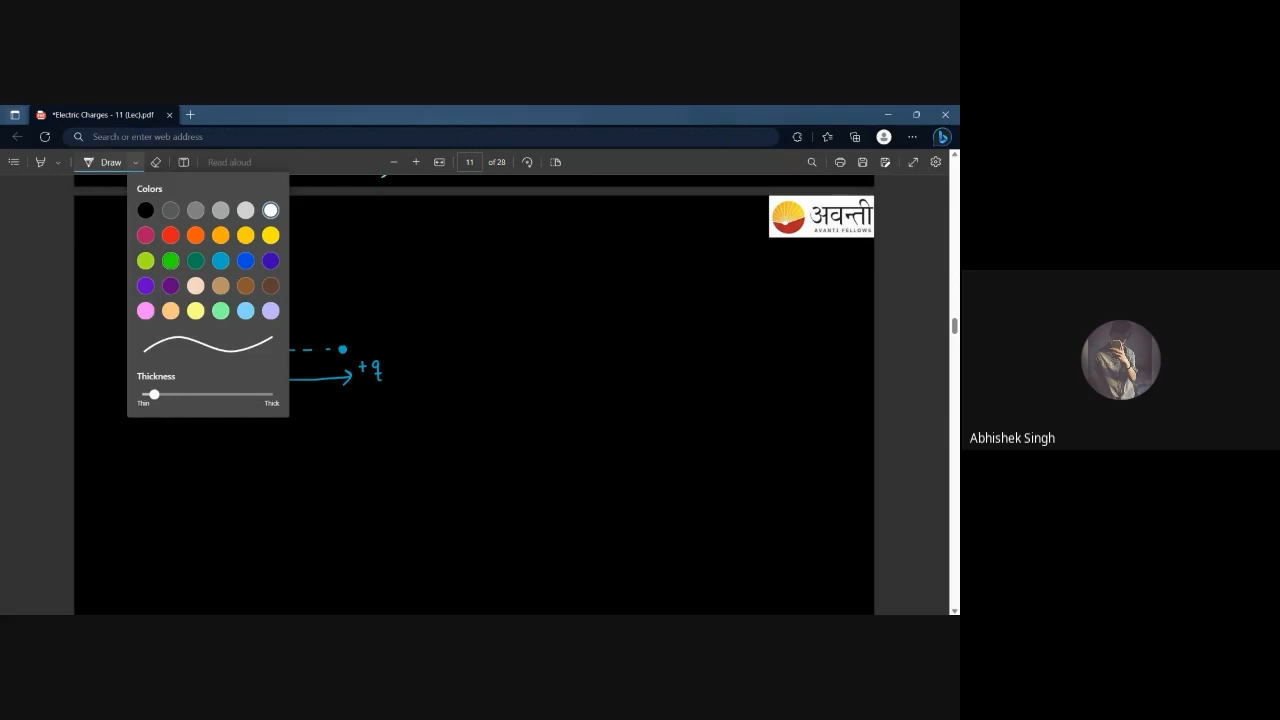 *Electric Charges - 11 (Lec).pdf
Search or enter web address
Draw
Read aloud
11 of 28
Colors
अवन्ती
AVANTI FELLOWS
+q
Thickness
Thin Thick
Abhishek Singh